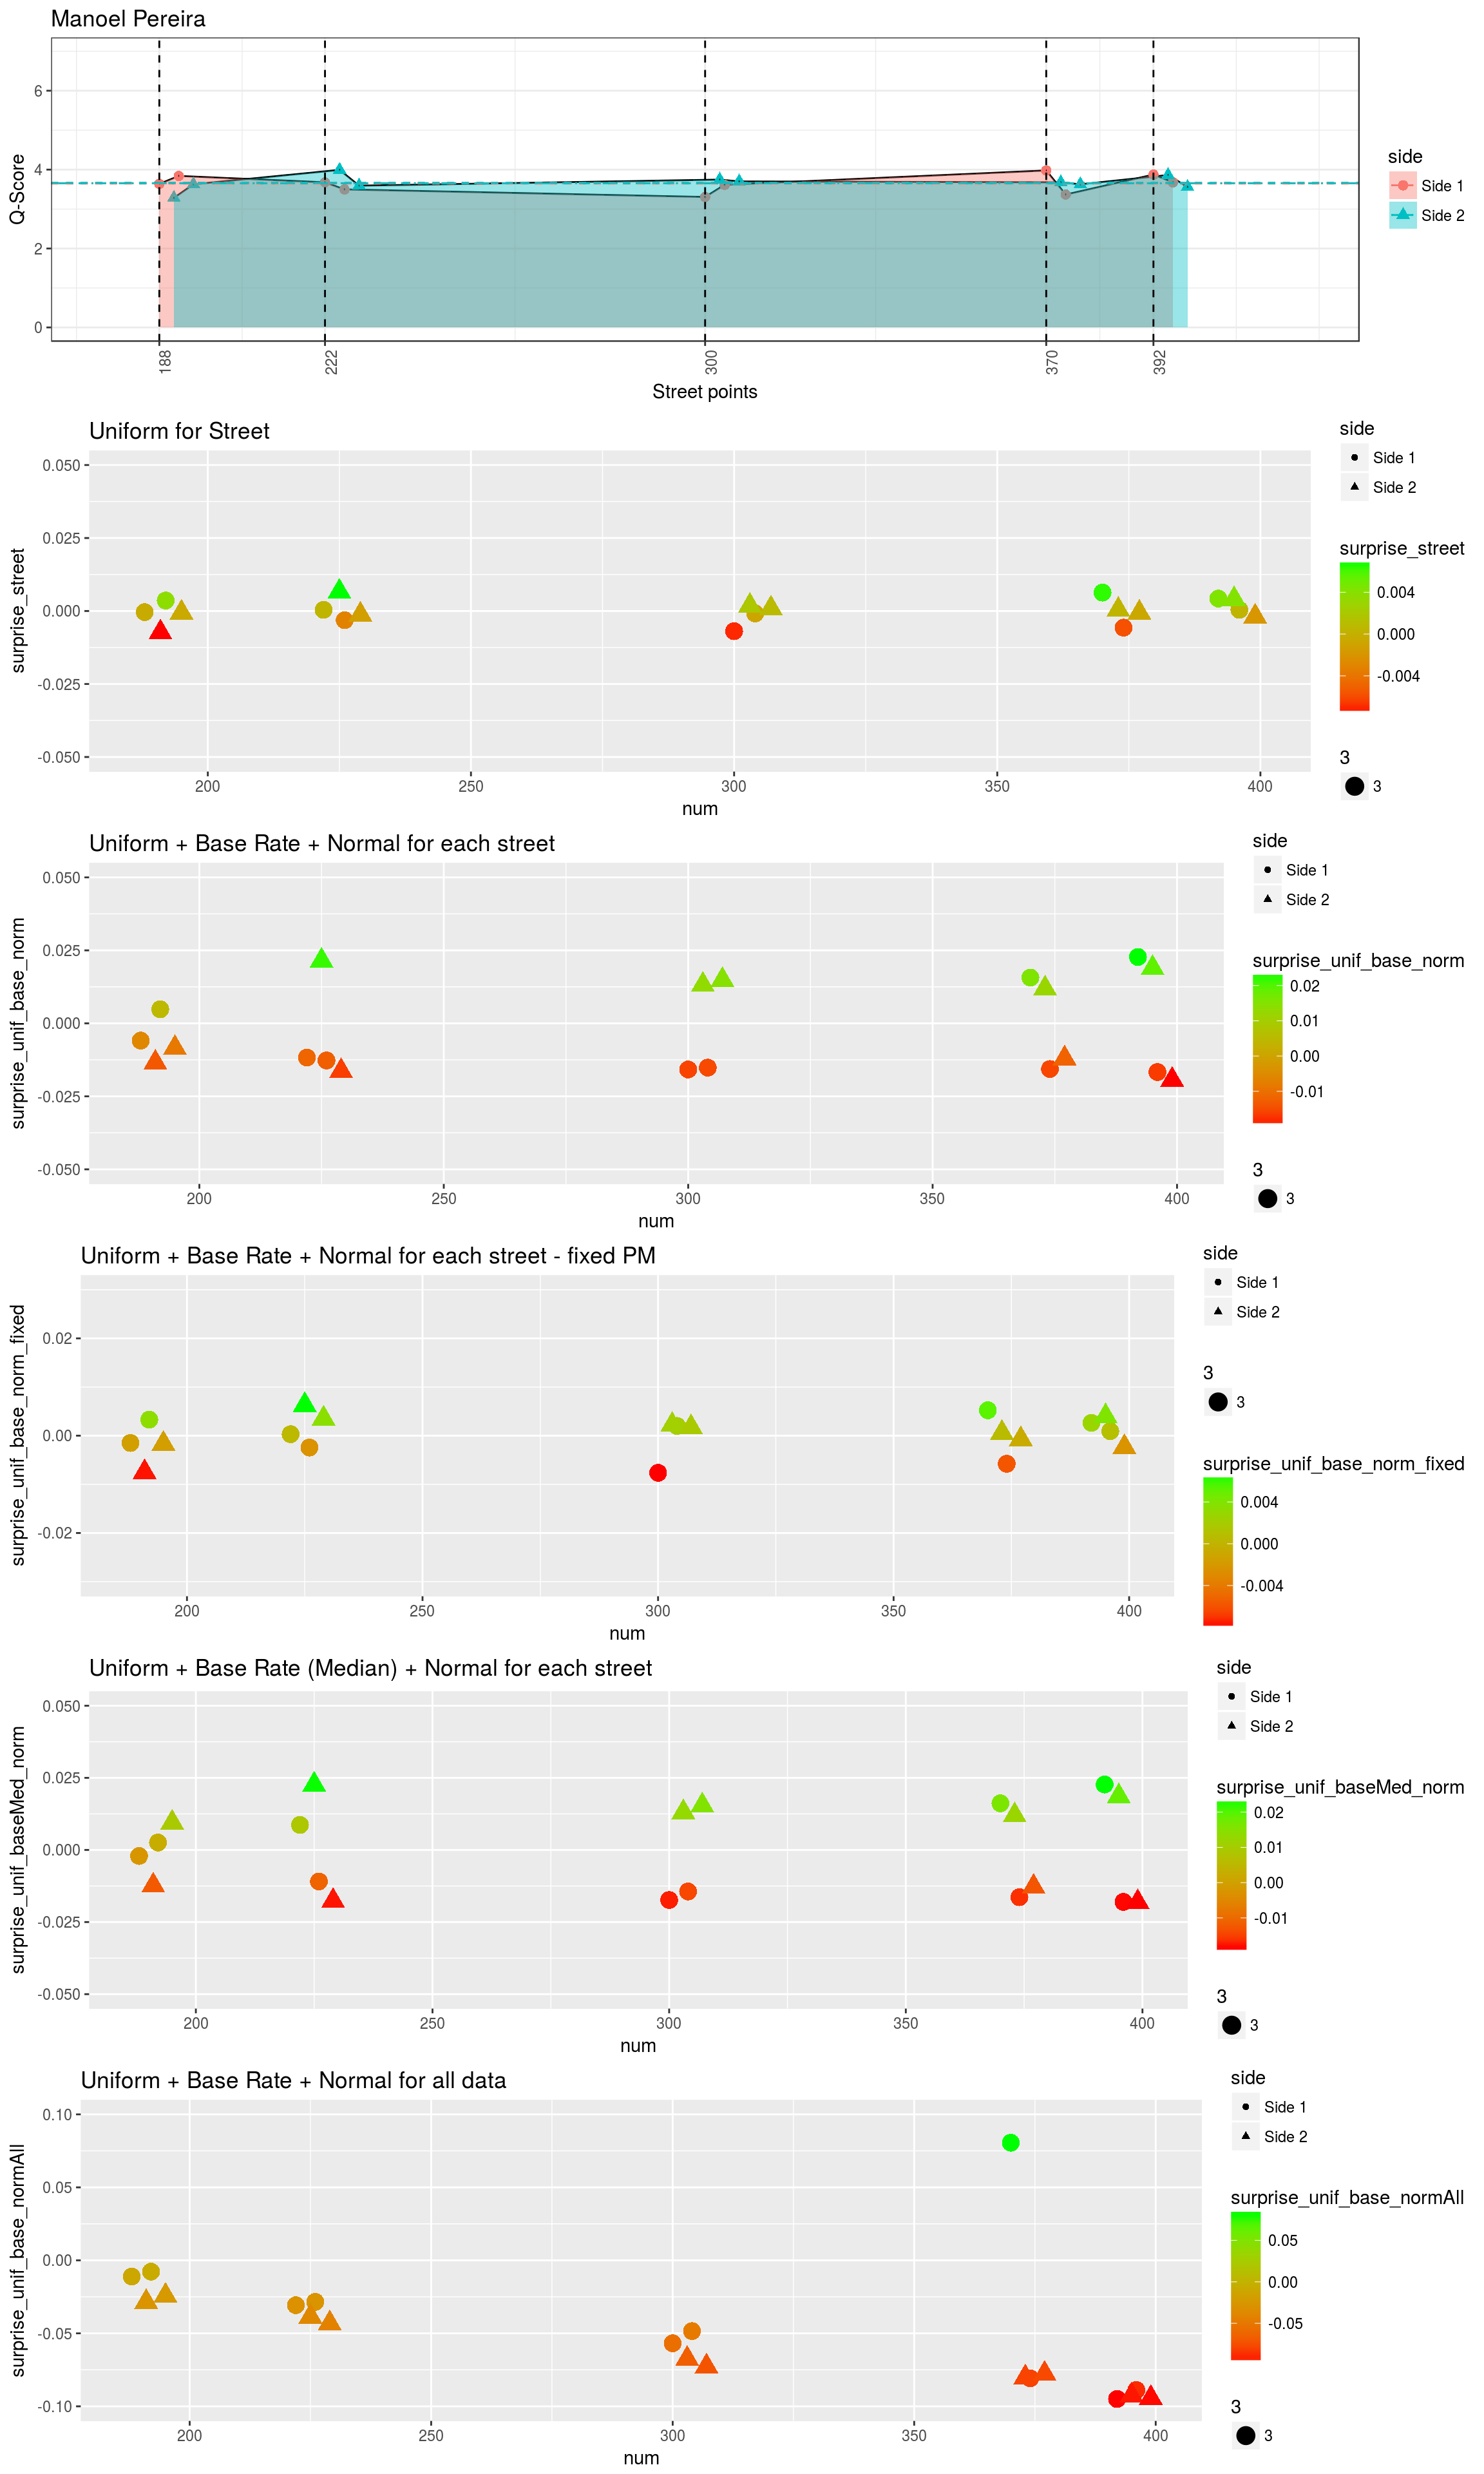 Manoel Pereira
6
4
2
0
Q-Score
188
222
300
370
392
Street points
side
Side 1
Side 2
Uniform for Street
0.050
0.025
0.000
-0.025
-0.050
surprise_street
200
250
300
350
400
num
side
Side 1
Side 2
surprise_street
0.004
0.000
-0.004
3
3
Uniform + Base Rate + Normal for each street
0.050
0.025
0.000
-0.025
-0.050
surprise_unif_base_norm
200
250
300
350
400
num
side
Side 1
Side 2
surprise_unif_base_norm
0.02
0.01
0.00
-0.01
3
3
Uniform + Base Rate + Normal for each street - fixed PM
0.02
0.00
-0.02
surprise_unif_base_norm_fixed
200
250
300
350
400
num
side
Side 1
Side 2
3
3
surprise_unif_base_norm_fixed
0.004
0.000
-0.004
Uniform + Base Rate (Median) + Normal for each street
0.050
0.025
0.000
-0.025
-0.050
surprise_unif_baseMed_norm
200
250
300
350
400
num
side
Side 1
Side 2
surprise_unif_baseMed_norm
0.02
0.01
0.00
-0.01
3
3
Uniform + Base Rate + Normal for all data
0.10
0.05
0.00
-0.05
-0.10
surprise_unif_base_normAll
200
250
300
350
400
num
side
Side 1
Side 2
surprise_unif_base_normAll
0.05
0.00
-0.05
3
3